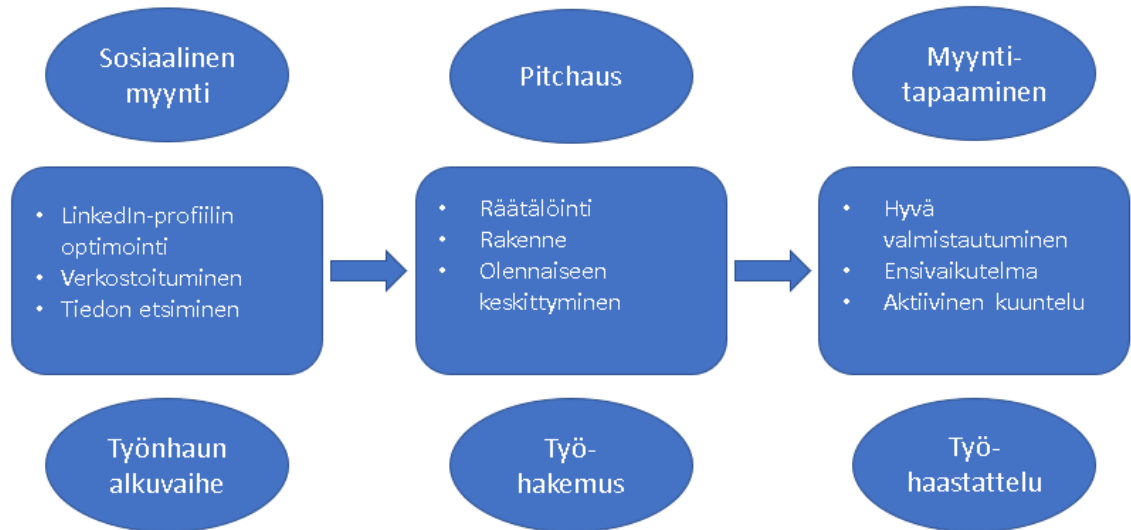 Sosiaalinen
myynti
Pitchaus
Myynti-
tapaaminen
• LinkedIn-profiilin
optimointi
• Verkostoituminen
• Tiedon etsiminen
• Räätälöinti
• Rakenne
• Olennaiseen
keskittyminen
• Hyvä
valmistautuminen
• Ensivaikutelma
• Aktiivinen kuuntelu
Työnhaun
alkuvaihe
Työ-
hakemus
Työ-
haastattelu